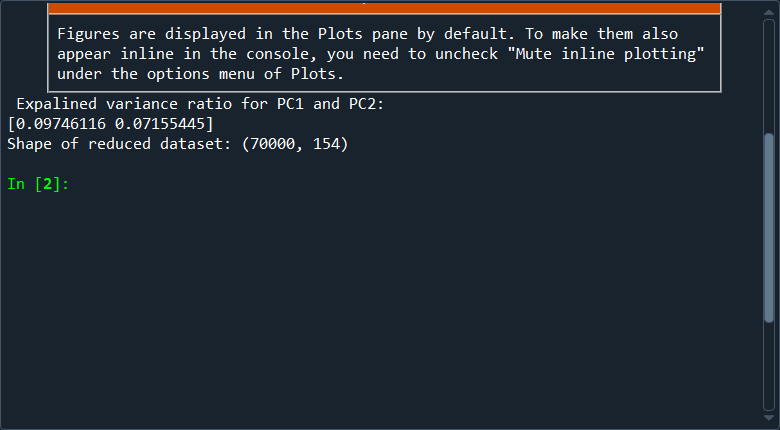 Figures are displayed in the Plots pane by default. To make them also
appear inline in the console, you need to uncheck "Mute inline plotting"
under the options menu of Plots.
Expalined variance ratio for PC1 and PC2:
[0.09746116 0.07155445]
Shape of reduced dataset: (70000, 154)
In [2]: